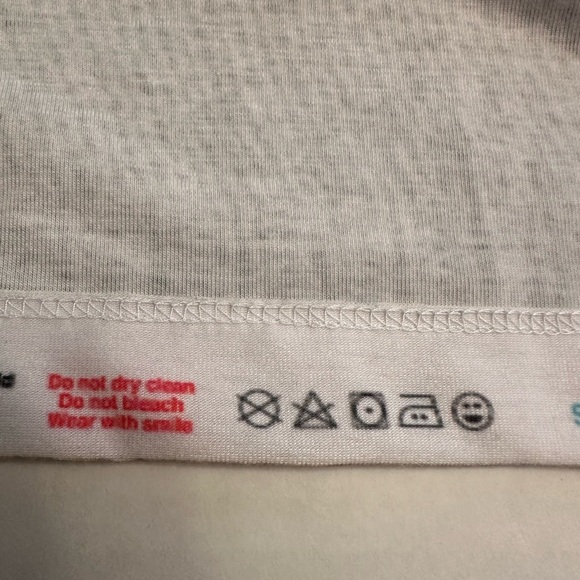 Do not dry clean
Do not bleach
Wear with smile